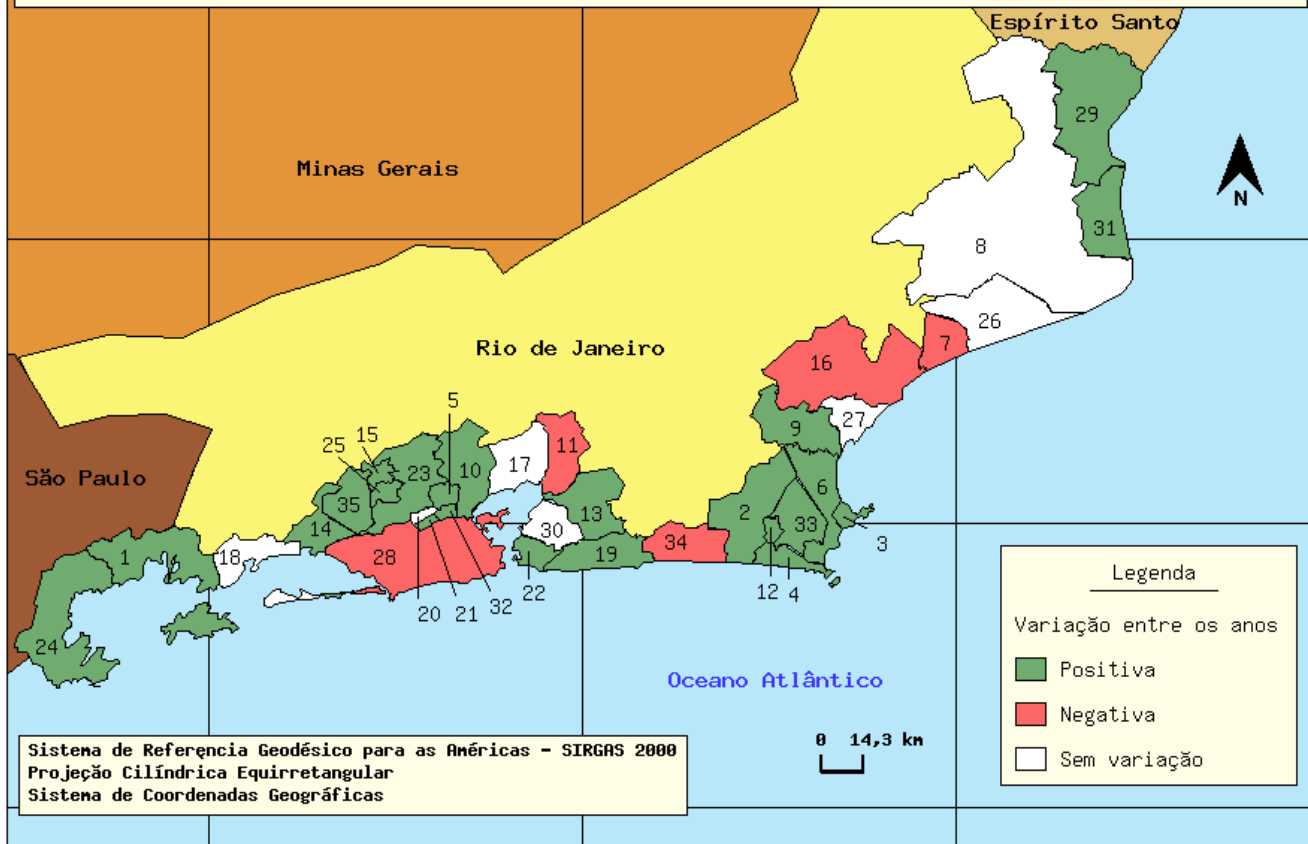 Espírito Santo
29
Minas Gerais
N
31
8
26
Rio de Janeiro
7
16
5
27
15
25
9
11
17
23
10
São Paulo
6
35
2
13
14
33
30
34
1
18
28
19
3
22
12
4
20
21
32
24
Oceano Atlântico
Legenda
Variação entre os anos
Positiva
Negativa
Sem variação
0 14,3 km
Sistema de Referençia Geodésico para as Américas - SIRGAS 2000
Projeção Cilíndrica Equirretangular
Sistema de Coordenadas Geográficas